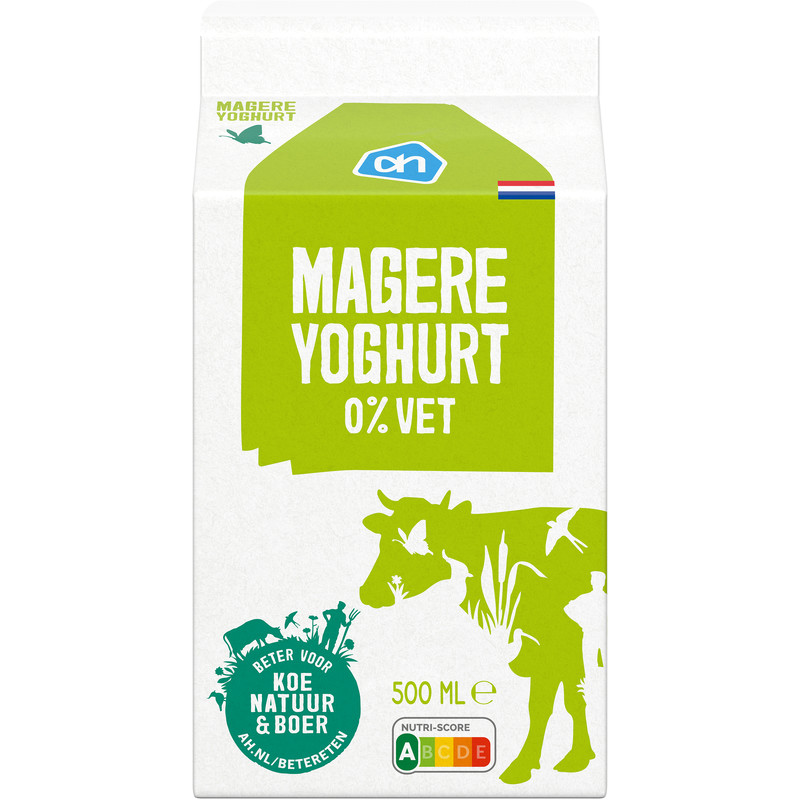 MAGERE
YOGHURT
ah
MAGERE
YOGHURT
0% VET
BETER VOOR
KOE
NATUUR
& BOER
AH.NL/BETERETEN
500 ML ℮
NUTRI-SCORE
A B C D E